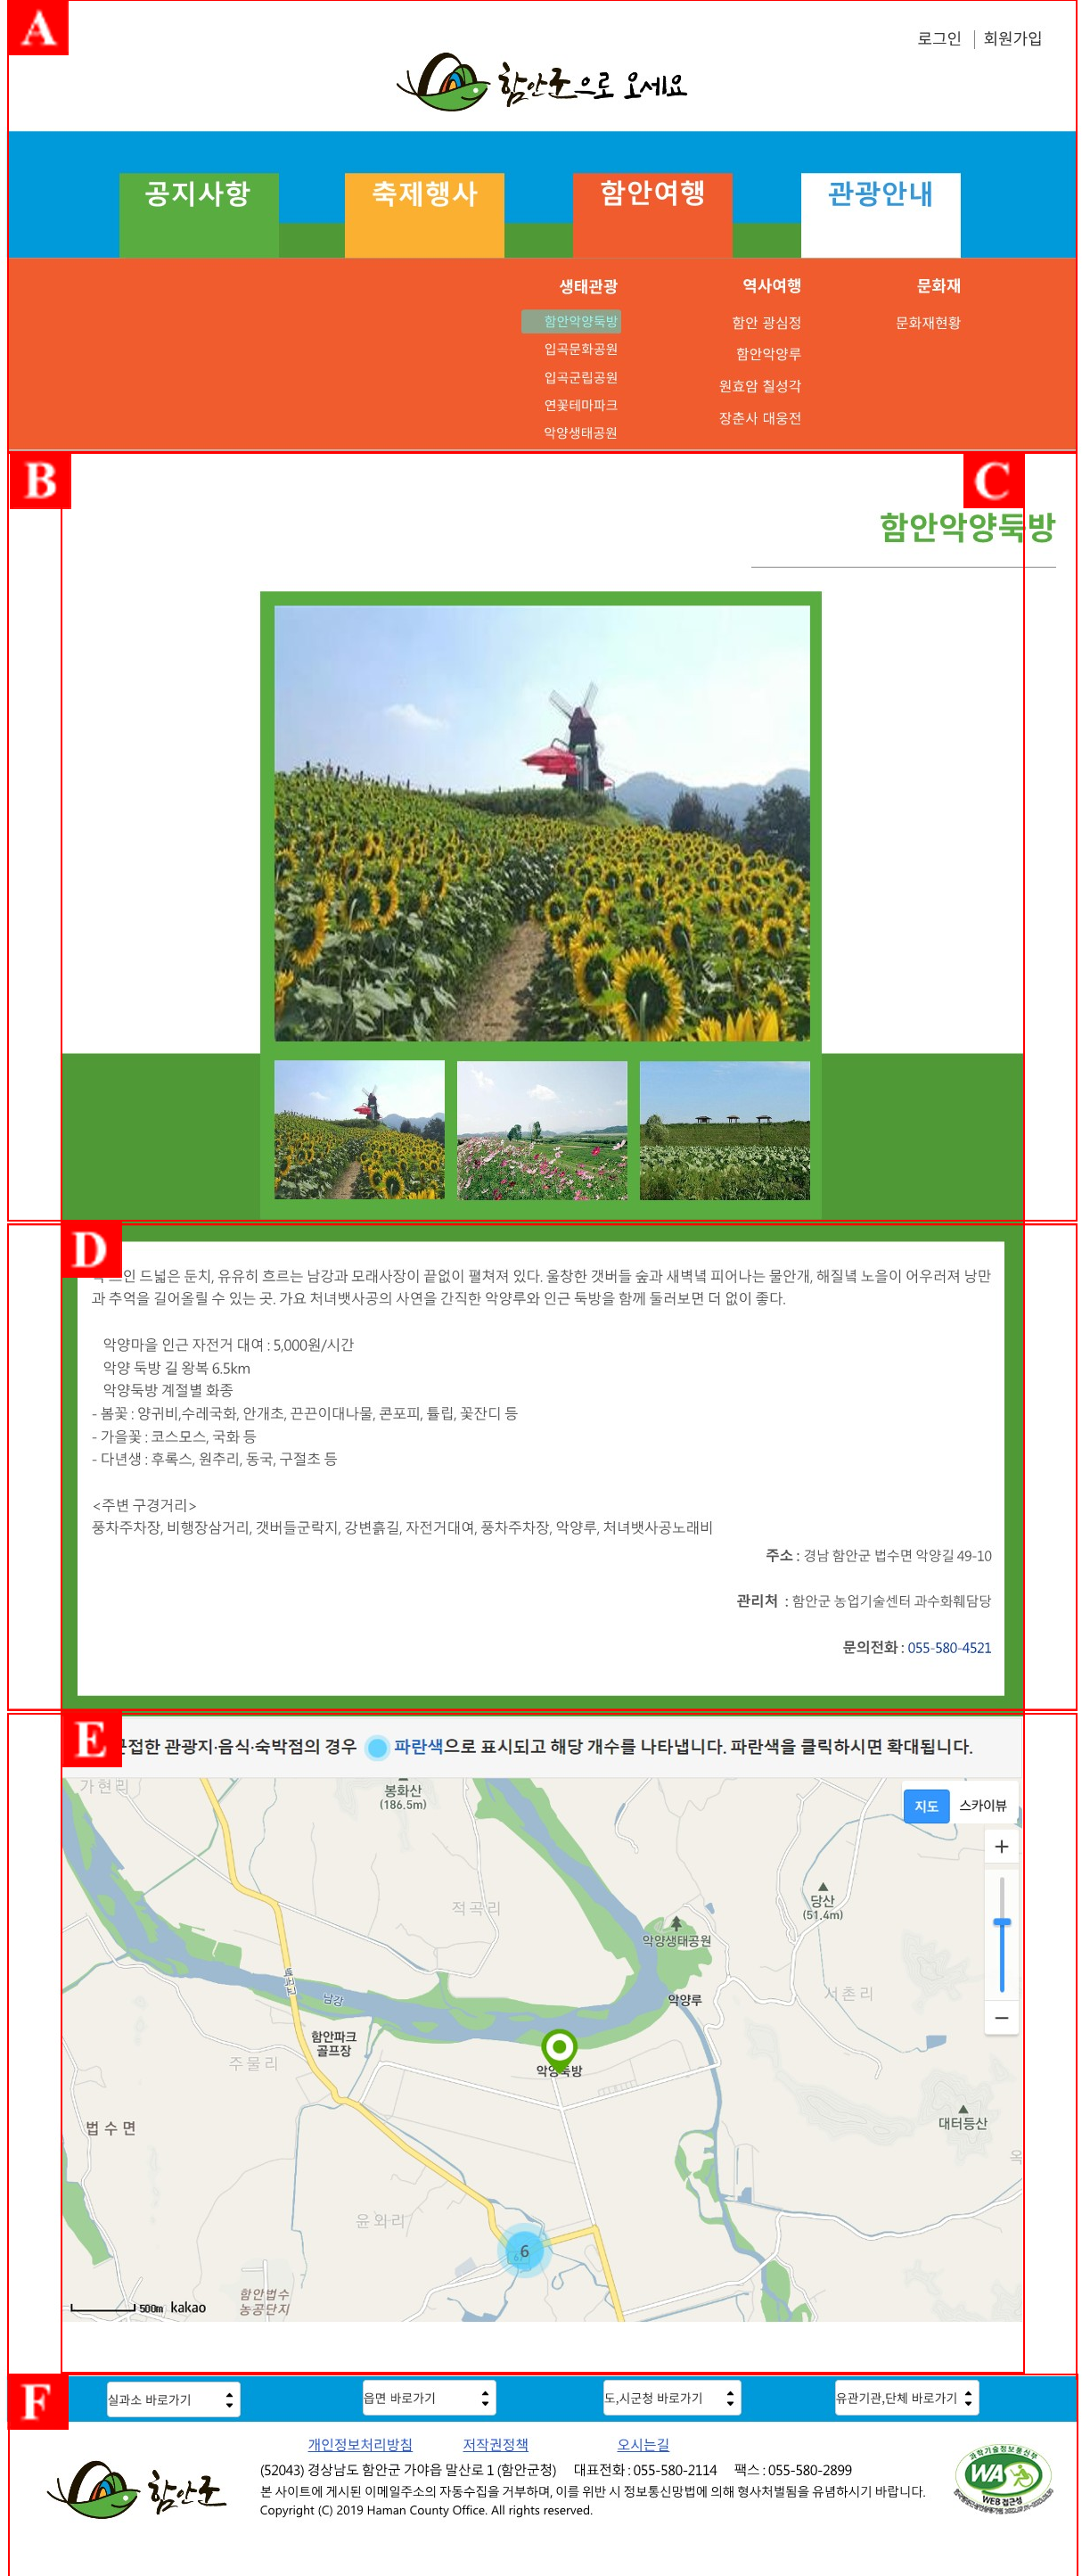 A
로그인 회원가입
함안군으로 오세요
공지사항 축제행사 함안여행 관광안내
생태관광 역사여행 문화재
함안악양둑방 함안 광심정 문화재현황
입곡문화공원 함안악양루
입곡군립공원 원효암 칠성각
연꽃테마파크 장춘사 대웅전
악양생태공원
B
C
함안악양둑방
D
드넓은 둔치, 유유히 흐르는 남강과 모래사장이 끝없이 펼쳐져 있다. 울창한 갯버들 숲과 새벽녘 피어나는 물안개, 해질녘 노을이 어우러져 낭만
과 추억을 길어올릴 수 있는 곳. 가요 처녀뱃사공의 사연을 간직한 악양루와 인근 둑방을 함께 둘러보면 더 없이 좋다.
악양마을 인근 자전거 대여 : 5,000원/시간
악양 둑방 길 왕복 6.5km
악양둑방 계절별 화종
- 봄꽃 : 양귀비,수레국화, 안개초, 끈끈이대나물, 콘포피, 튤립, 꽃잔디 등
- 가을꽃 : 코스모스, 국화 등
- 다년생 : 후록스, 원추리, 동국, 구절초 등
<주변 구경거리>
풍차주차장, 비행장삼거리, 갯버들군락지, 강변흙길, 자전거대여, 풍차주차장, 악양루, 처녀뱃사공노래비
주소 : 경남 함안군 법수면 악양길 49-10
관리처 : 함안군 농업기술센터 과수화훼담당
문의전화 : 055-580-4521
E
관광지·음식·숙박점의 경우 파란색으로 표시되고 해당 개수를 나타냅니다. 파란색을 클릭하시면 확대됩니다.
가현리
봉화산
(186.5m)
지도 스카이뷰
+
당산
(51.4m)
적곡리
악양생태공원
백곡교
남강
악양루
서촌리
−
함안파크
골프장
주물리
악양둑방
법수면
대터등산
옥
윤외리
6
함안법수
농공단지
500m kakao
F
실과소 바로가기 읍면 바로가기 도,시군청 바로가기 유관기관,단체 바로가기
개인정보처리방침 저작권정책 오시는길
함안군
(52043) 경상남도 함안군 가야읍 말산로 1 (함안군청) 대표전화 : 055-580-2114 팩스 : 055-580-2899
본 사이트에 게시된 이메일주소의 자동수집을 거부하며, 이를 위반 시 정보통신망법에 의해 형사처벌됨을 유념하시기 바랍니다.
Copyright (C) 2019 Haman County Office. All rights reserved.
과학기술정보통신부
WA
WEB 접근성